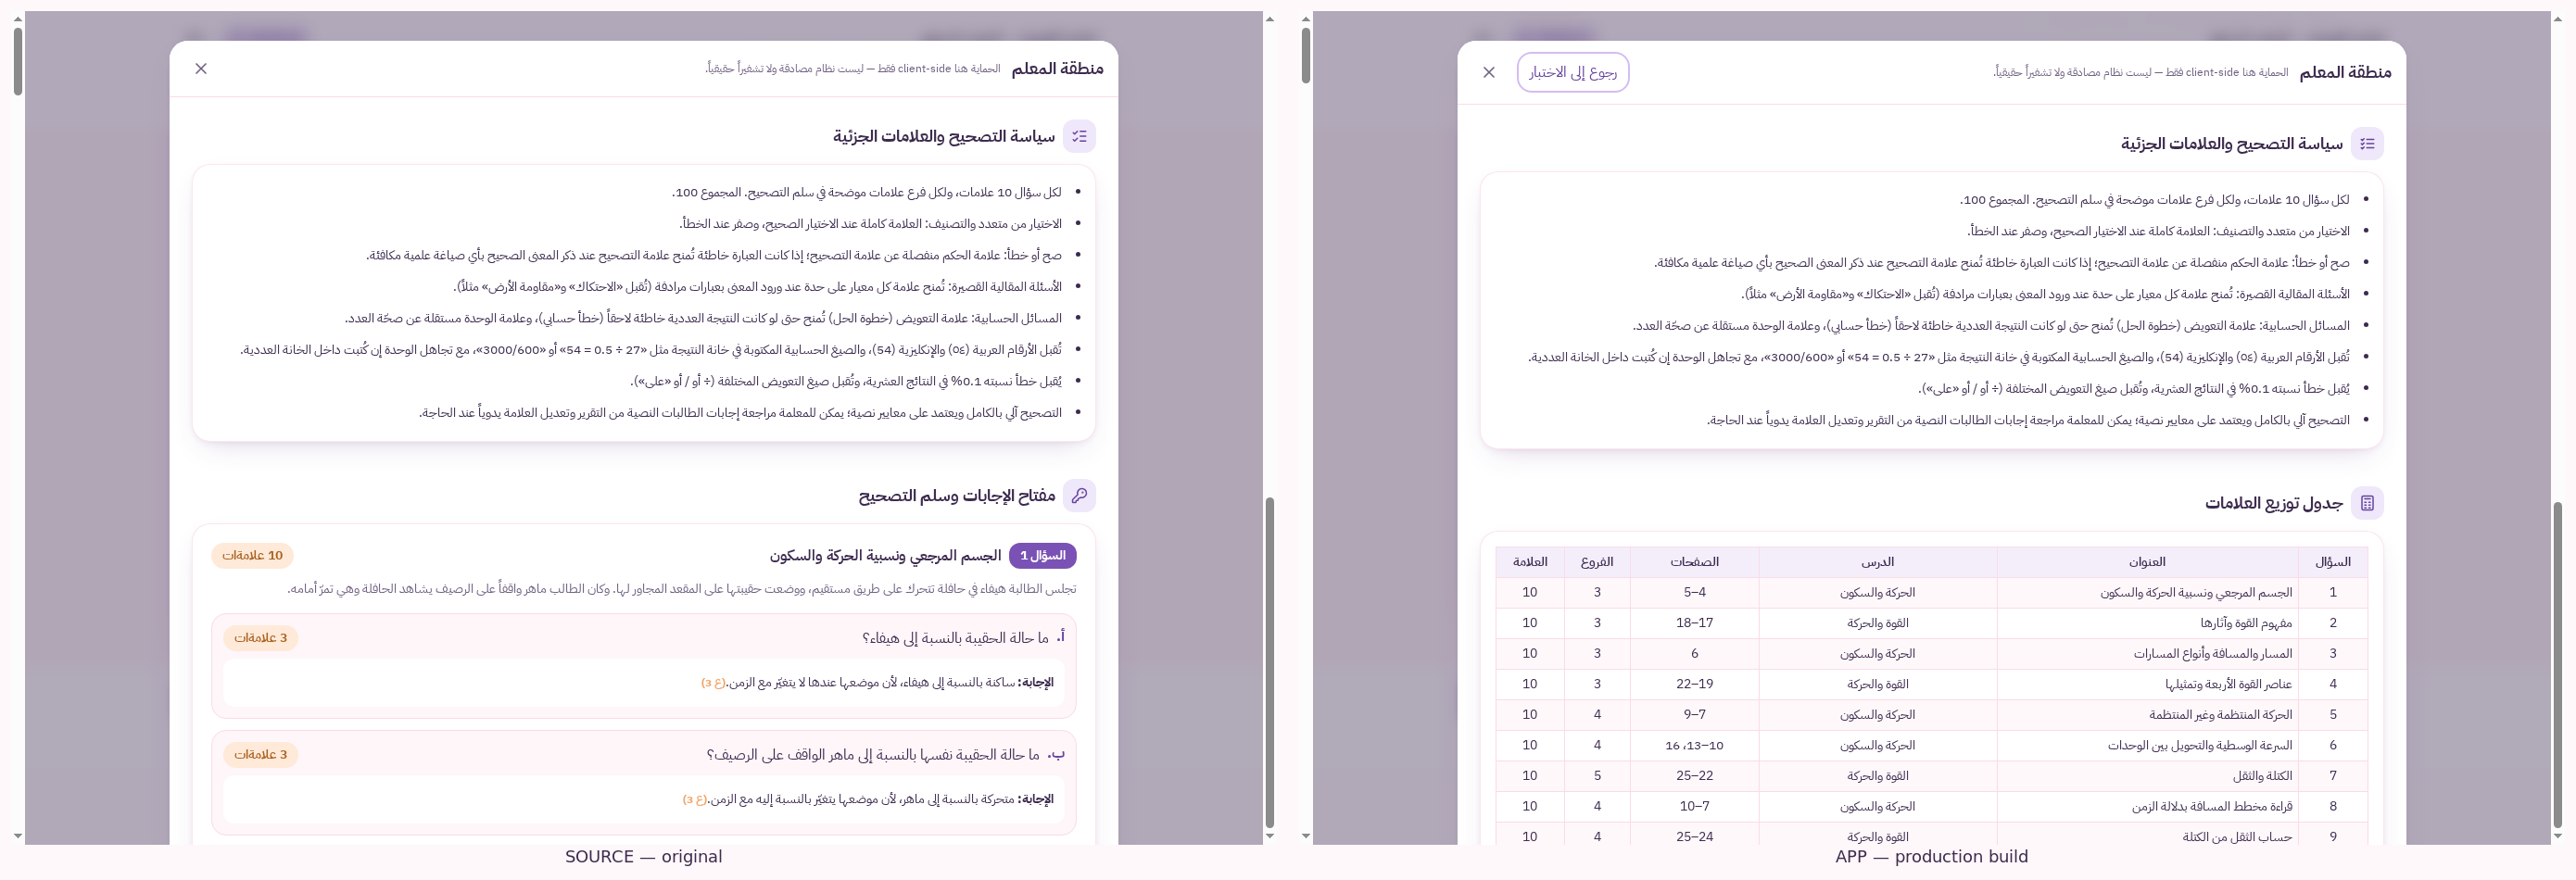 منطقة المعلم
الحماية هنا client-side فقط — ليست نظام مصادقة ولا تشفيراً حقيقياً.
سياسة التصحيح والعلامات الجزئية
لكل سؤال 10 علامات، ولكل فرع علامات موضحة في سلم التصحيح. المجموع 100.
الاختيار من متعدد والتصنيف: العلامة كاملة عند الاختيار الصحيح، وصفر عند الخطأ.
صح أو خطأ: علامة الحكم منفصلة عن علامة التصحيح؛ إذا كانت العبارة خاطئة تُمنح علامة التصحيح عند ذكر المعنى الصحيح بأي صياغة علمية مكافئة.
الأسئلة المقالية القصيرة: تُمنح علامة كل معيار على حدة عند ورود المعنى بعبارات مرادفة (تُقبل «الاحتكاك» و«مقاومة الأرض» مثلاً).
المسائل الحسابية: علامة التعويض (خطوة الحل) تُمنح حتى لو كانت النتيجة العددية خاطئة لاحقاً (خطأ حسابي)، وعلامة الوحدة مستقلة عن صحّة العدد.
تُقبل الأرقام العربية (٥٤) والإنكليزية (54)، والصيغ الحسابية المكتوبة في خانة النتيجة مثل «27 ÷ 0.5 = 54» أو «3000/600»، مع تجاهل الوحدة إن كُتبت داخل الخانة العددية.
يُقبل خطأ نسبته 0.1% في النتائج العشرية، وتُقبل صيغ التعويض المختلفة (÷ أو / أو «على»).
التصحيح آلي بالكامل ويعتمد على معايير نصية؛ يمكن للمعلمة مراجعة إجابات الطالبات النصية من التقرير وتعديل العلامة يدوياً عند الحاجة.
مفتاح الإجابات وسلم التصحيح
السؤال 1 الجسم المرجعي ونسبية الحركة والسكون 10 علامات
تجلس الطالبة هيفاء في حافلة تتحرك على طريق مستقيم، ووضعت حقيبتها على المقعد المجاور لها. وكان الطالب ماهر واقفاً على الرصيف يشاهد الحافلة وهي تمرّ أمامه.
أ. ما حالة الحقيبة بالنسبة إلى هيفاء؟ 3 علامات
الإجابة: ساكنة بالنسبة إلى هيفاء، لأن موضعها عندها لا يتغيّر مع الزمن.(3 ع)
ب. ما حالة الحقيبة نفسها بالنسبة إلى ماهر الواقف على الرصيف؟ 3 علامات
الإجابة: متحركة بالنسبة إلى ماهر، لأن موضعها يتغيّر بالنسبة إليه مع الزمن.(3 ع)
SOURCE — original
منطقة المعلم
الحماية هنا client-side فقط — ليست نظام مصادقة ولا تشفيراً حقيقياً.
رجوع إلى الاختبار
سياسة التصحيح والعلامات الجزئية
لكل سؤال 10 علامات، ولكل فرع علامات موضحة في سلم التصحيح. المجموع 100.
الاختيار من متعدد والتصنيف: العلامة كاملة عند الاختيار الصحيح، وصفر عند الخطأ.
صح أو خطأ: علامة الحكم منفصلة عن علامة التصحيح؛ إذا كانت العبارة خاطئة تُمنح علامة التصحيح عند ذكر المعنى الصحيح بأي صياغة علمية مكافئة.
الأسئلة المقالية القصيرة: تُمنح علامة كل معيار على حدة عند ورود المعنى بعبارات مرادفة (تُقبل «الاحتكاك» و«مقاومة الأرض» مثلاً).
المسائل الحسابية: علامة التعويض (خطوة الحل) تُمنح حتى لو كانت النتيجة العددية خاطئة لاحقاً (خطأ حسابي)، وعلامة الوحدة مستقلة عن صحّة العدد.
تُقبل الأرقام العربية (٥٤) والإنكليزية (54)، والصيغ الحسابية المكتوبة في خانة النتيجة مثل «27 ÷ 0.5 = 54» أو «3000/600»، مع تجاهل الوحدة إن كُتبت داخل الخانة العددية.
يُقبل خطأ نسبته 0.1% في النتائج العشرية، وتُقبل صيغ التعويض المختلفة (÷ أو / أو «على»).
التصحيح آلي بالكامل ويعتمد على معايير نصية؛ يمكن للمعلمة مراجعة إجابات الطالبات النصية من التقرير وتعديل العلامة يدوياً عند الحاجة.
جدول توزيع العلامات
السؤال العنوان الدرس الصفحات الفروع العلامة
1 الجسم المرجعي ونسبية الحركة والسكون الحركة والسكون 4–5 3 10
2 مفهوم القوة وآثارها القوة والحركة 17–18 3 10
3 المسار والمسافة وأنواع المسارات الحركة والسكون 6 3 10
4 عناصر القوة الأربعة وتمثيلها القوة والحركة 19–22 3 10
5 الحركة المنتظمة وغير المنتظمة الحركة والسكون 7–9 4 10
6 السرعة الوسطية والتحويل بين الوحدات الحركة والسكون 10–13، 16 4 10
7 الكتلة والثقل القوة والحركة 22–25 5 10
8 قراءة مخطط المسافة بدلالة الزمن الحركة والسكون 7–10 4 10
9 حساب الثقل من الكتلة القوة والحركة 24–25 4 10
APP — production build